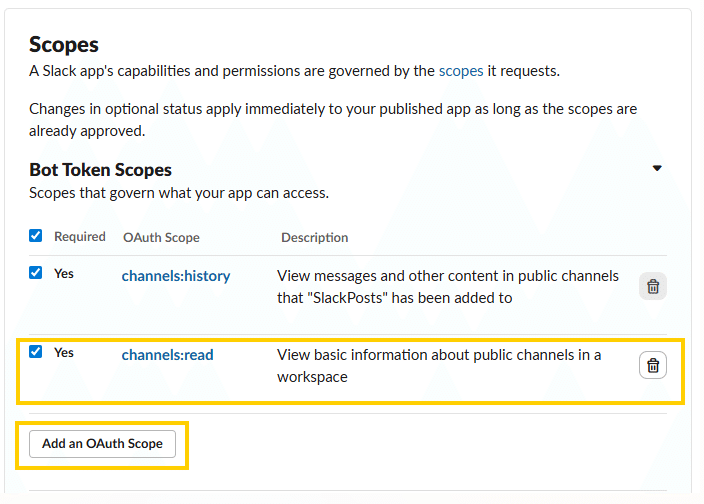 Scopes
A Slack app's capabilities and permissions are governed by the scopes it requests.
Changes in optional status apply immediately to your published app as long as the scopes are
already approved.
Bot Token Scopes
Scopes that govern what your app can access.
Required OAuth Scope Description
Yes channels:history View messages and other content in public channels
that "SlackPosts" has been added to
Yes channels:read View basic information about public channels in a
workspace
Add an OAuth Scope